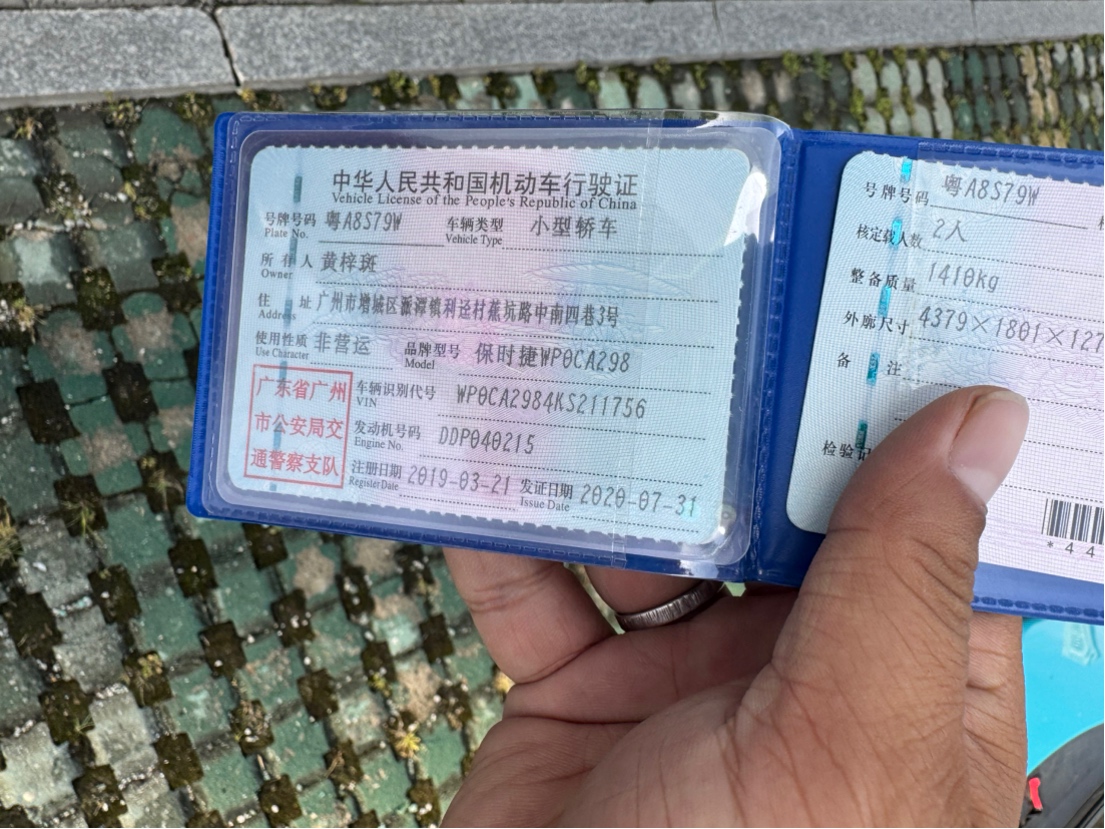 中华人民共和国机动车行驶证
Vehicle License of the People's Republic of China
号牌号码 粤A8S79W 车辆类型 小型轿车
Plate No. Vehicle Type
所有人 黄梓斑
Owner
住址 广州市增城区派潭镇利迳村蕉坑路中南四巷3号
Address
使用性质 非营运 品牌型号 保时捷WP0CA298
Use Character Model
广东省广州
市公安局交
通警察支队
车辆识别代号 WP0CA2984KS211756
VIN
发动机号码 DDP040215
Engine No.
注册日期 2019-03-21 发证日期 2020-07-31
Register Date Issue Date
号牌号码 粤A8S79W
核定载人数 2人
整备质量 1410Kg
外廓尺寸 4379×1801×127
备注
检验记
*44